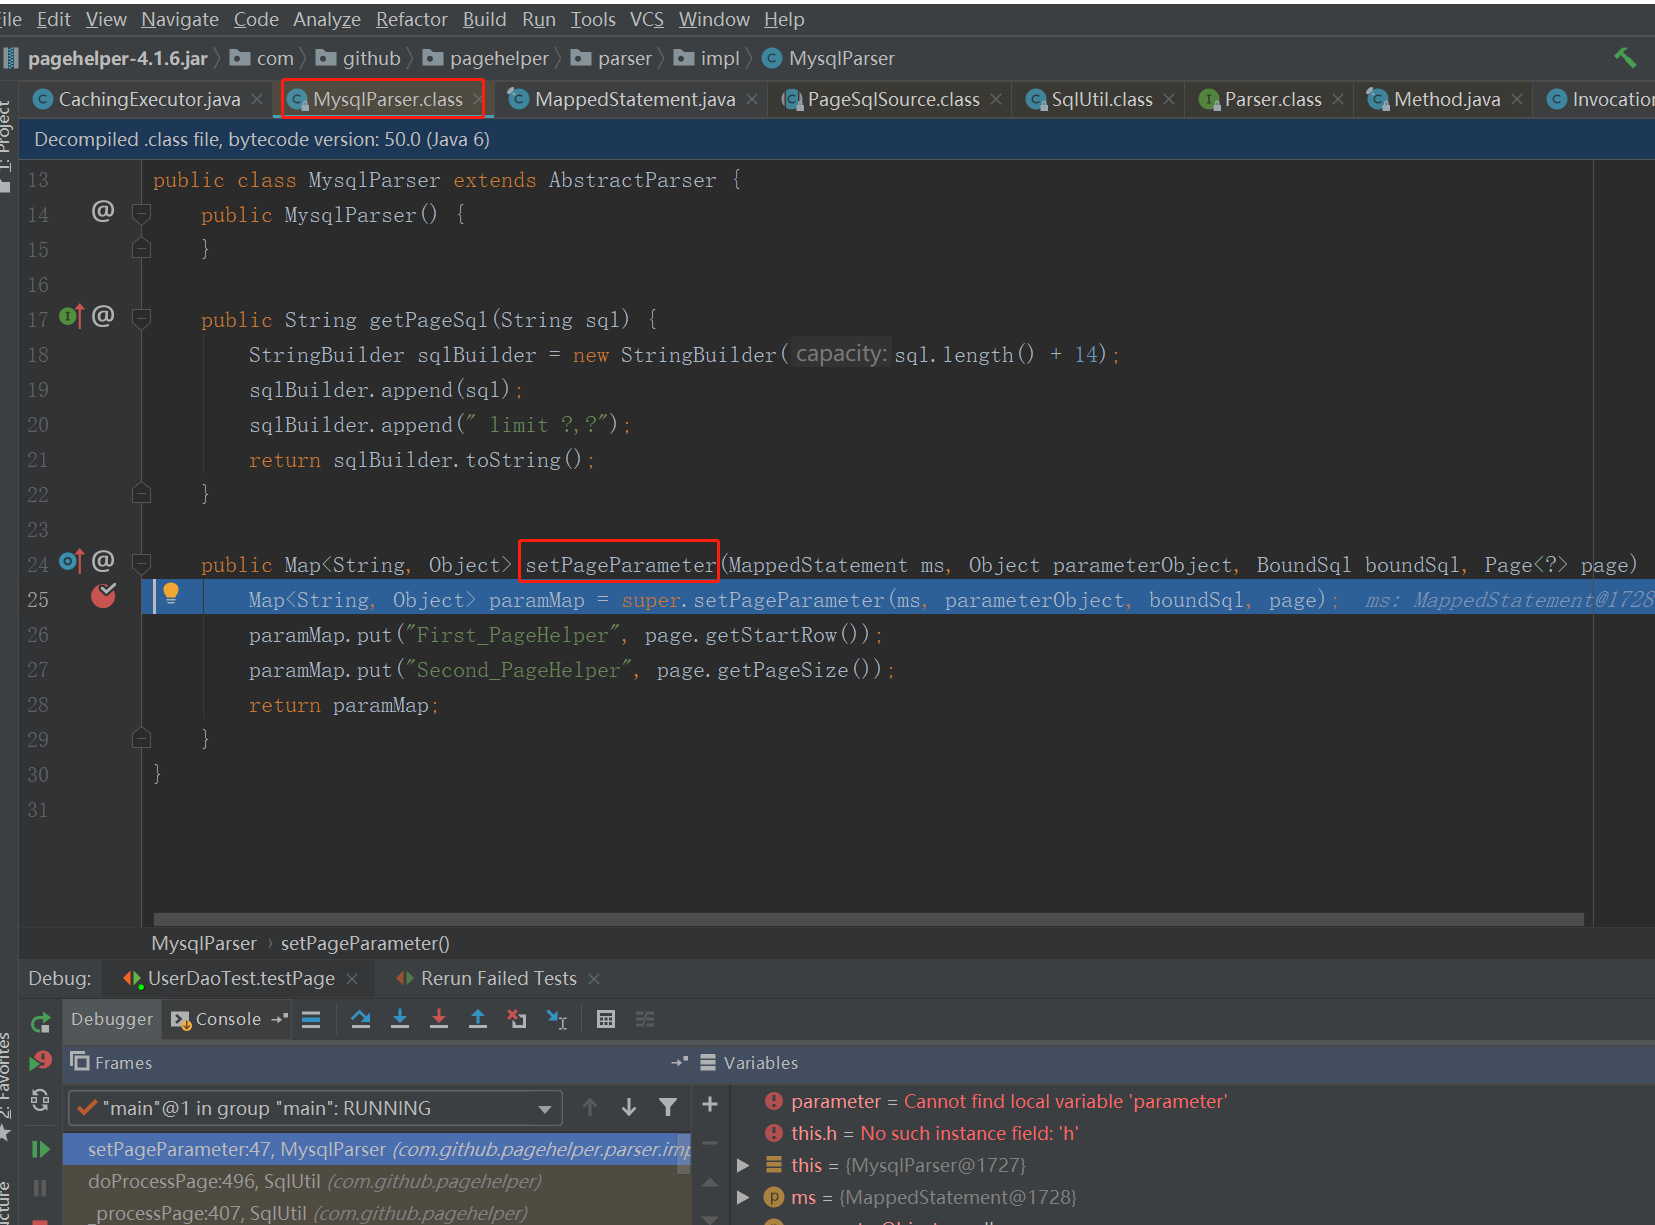 ile Edit View Navigate Code Analyze Refactor Build Run Tools VCS Window Help
pagehelper-4.1.6.jar com github pagehelper parser impl MysqlParser
CachingExecutor.java MysqlParser.class MappedStatement.java PageSqlSource.class SqlUtil.class Parser.class Method.java Invocation
1: Project
Decompiled .class file, bytecode version: 50.0 (Java 6)
13 public class MysqlParser extends AbstractParser {
14 @ public MysqlParser() {
15 }
16
17 @ public String getPageSql(String sql) {
18 StringBuilder sqlBuilder = new StringBuilder( capacity: sql.length() + 14);
19 sqlBuilder.append(sql);
20 sqlBuilder.append(" limit ?,?");
21 return sqlBuilder.toString();
22 }
23
24 @ public Map<String, Object> setPageParameter(MappedStatement ms, Object parameterObject, BoundSql boundSql, Page<?> page)
25 Map<String, Object> paramMap = super.setPageParameter(ms, parameterObject, boundSql, page); ms: MappedStatement@1728
26 paramMap.put("First_PageHelper", page.getStartRow());
27 paramMap.put("Second_PageHelper", page.getPageSize());
28 return paramMap;
29 }
30 }
31
MysqlParser › setPageParameter()
Debug: UserDaoTest.testPage Rerun Failed Tests
Debugger Console
2: Favorites
Frames Variables
"main"@1 in group "main": RUNNING
setPageParameter:47, MysqlParser (com.github.pagehelper.parser.imp
doProcessPage:496, SqlUtil (com.github.pagehelper)
_processPage:407, SqlUtil (com.github.pagehelper)
parameter = Cannot find local variable 'parameter'
this.h = No such instance field: 'h'
this = {MysqlParser@1727}
ms = {MappedStatement@1728}
ucture